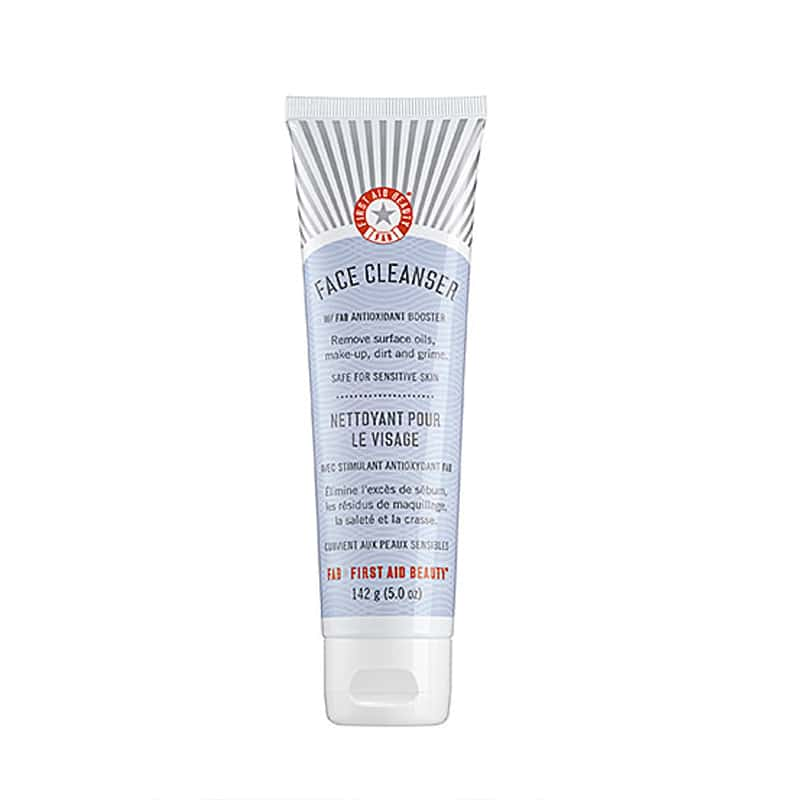 FIRST AID BEAUTY
FAB
FACE CLEANSER
W/ FAB ANTIOXIDANT BOOSTER
Remove surface oils,
make-up, dirt and grime.
SAFE FOR SENSITIVE SKIN
NETTOYANT POUR
LE VISAGE
AVEC STIMULANT ANTIOXYDANT FAB
Élimine l'excès de sébum,
les résidus de maquillage,
la saleté et la crasse.
CONVIENT AUX PEAUX SENSIBLES
FAB FIRST AID BEAUTY
142 g (5.0 oz)